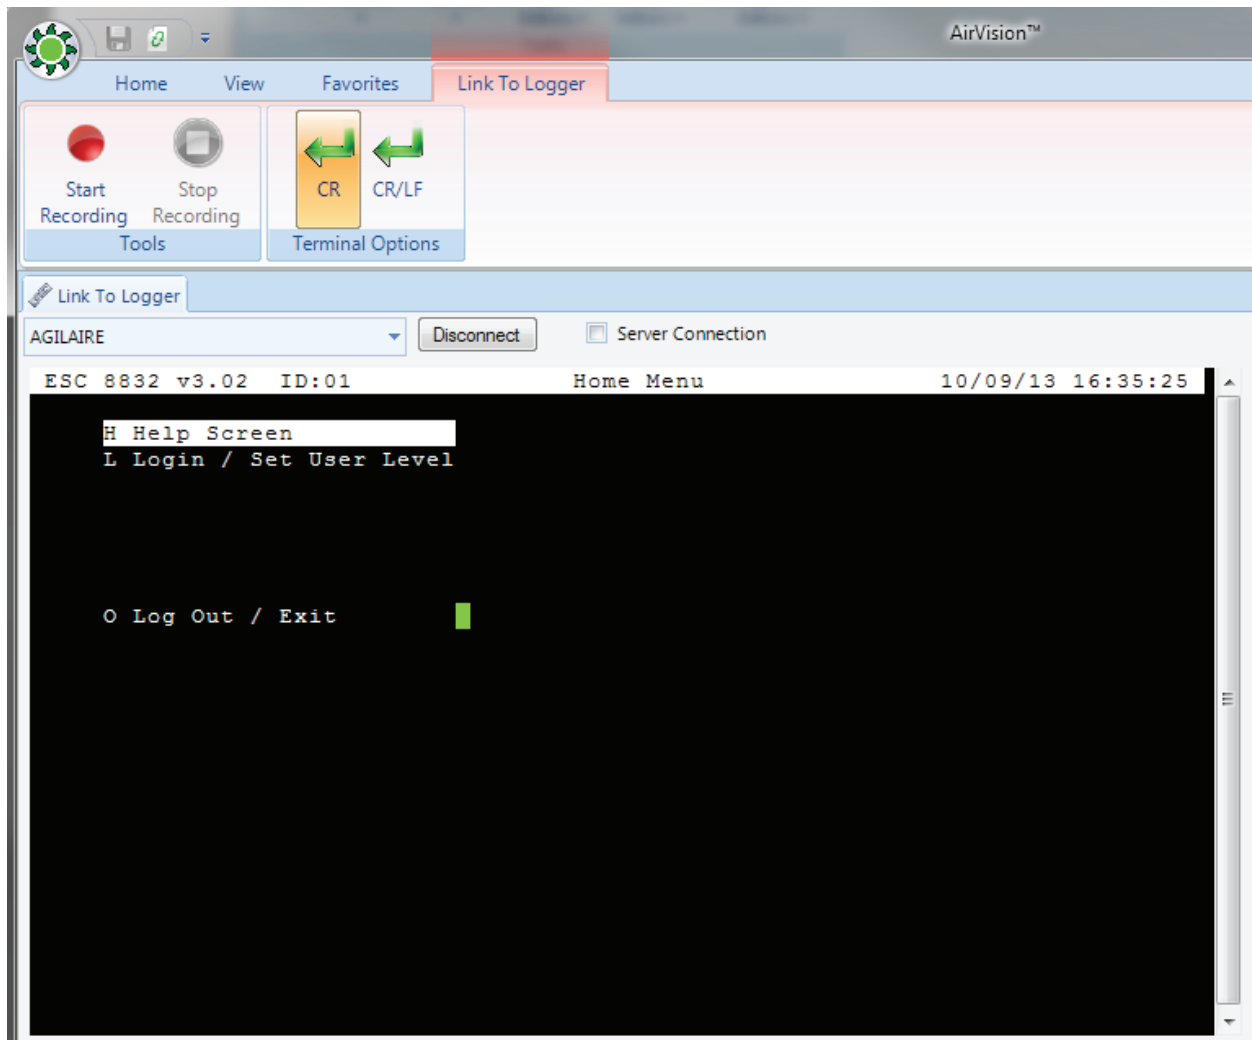 AirVision™
Home View Favorites Link To Logger
Start Recording Stop Recording CR CR/LF
Tools Terminal Options
Link To Logger
AGILAIRE Disconnect Server Connection
ESC 8832 v3.02 ID:01 Home Menu 10/09/13 16:35:25
H Help Screen
L Login / Set User Level
O Log Out / Exit